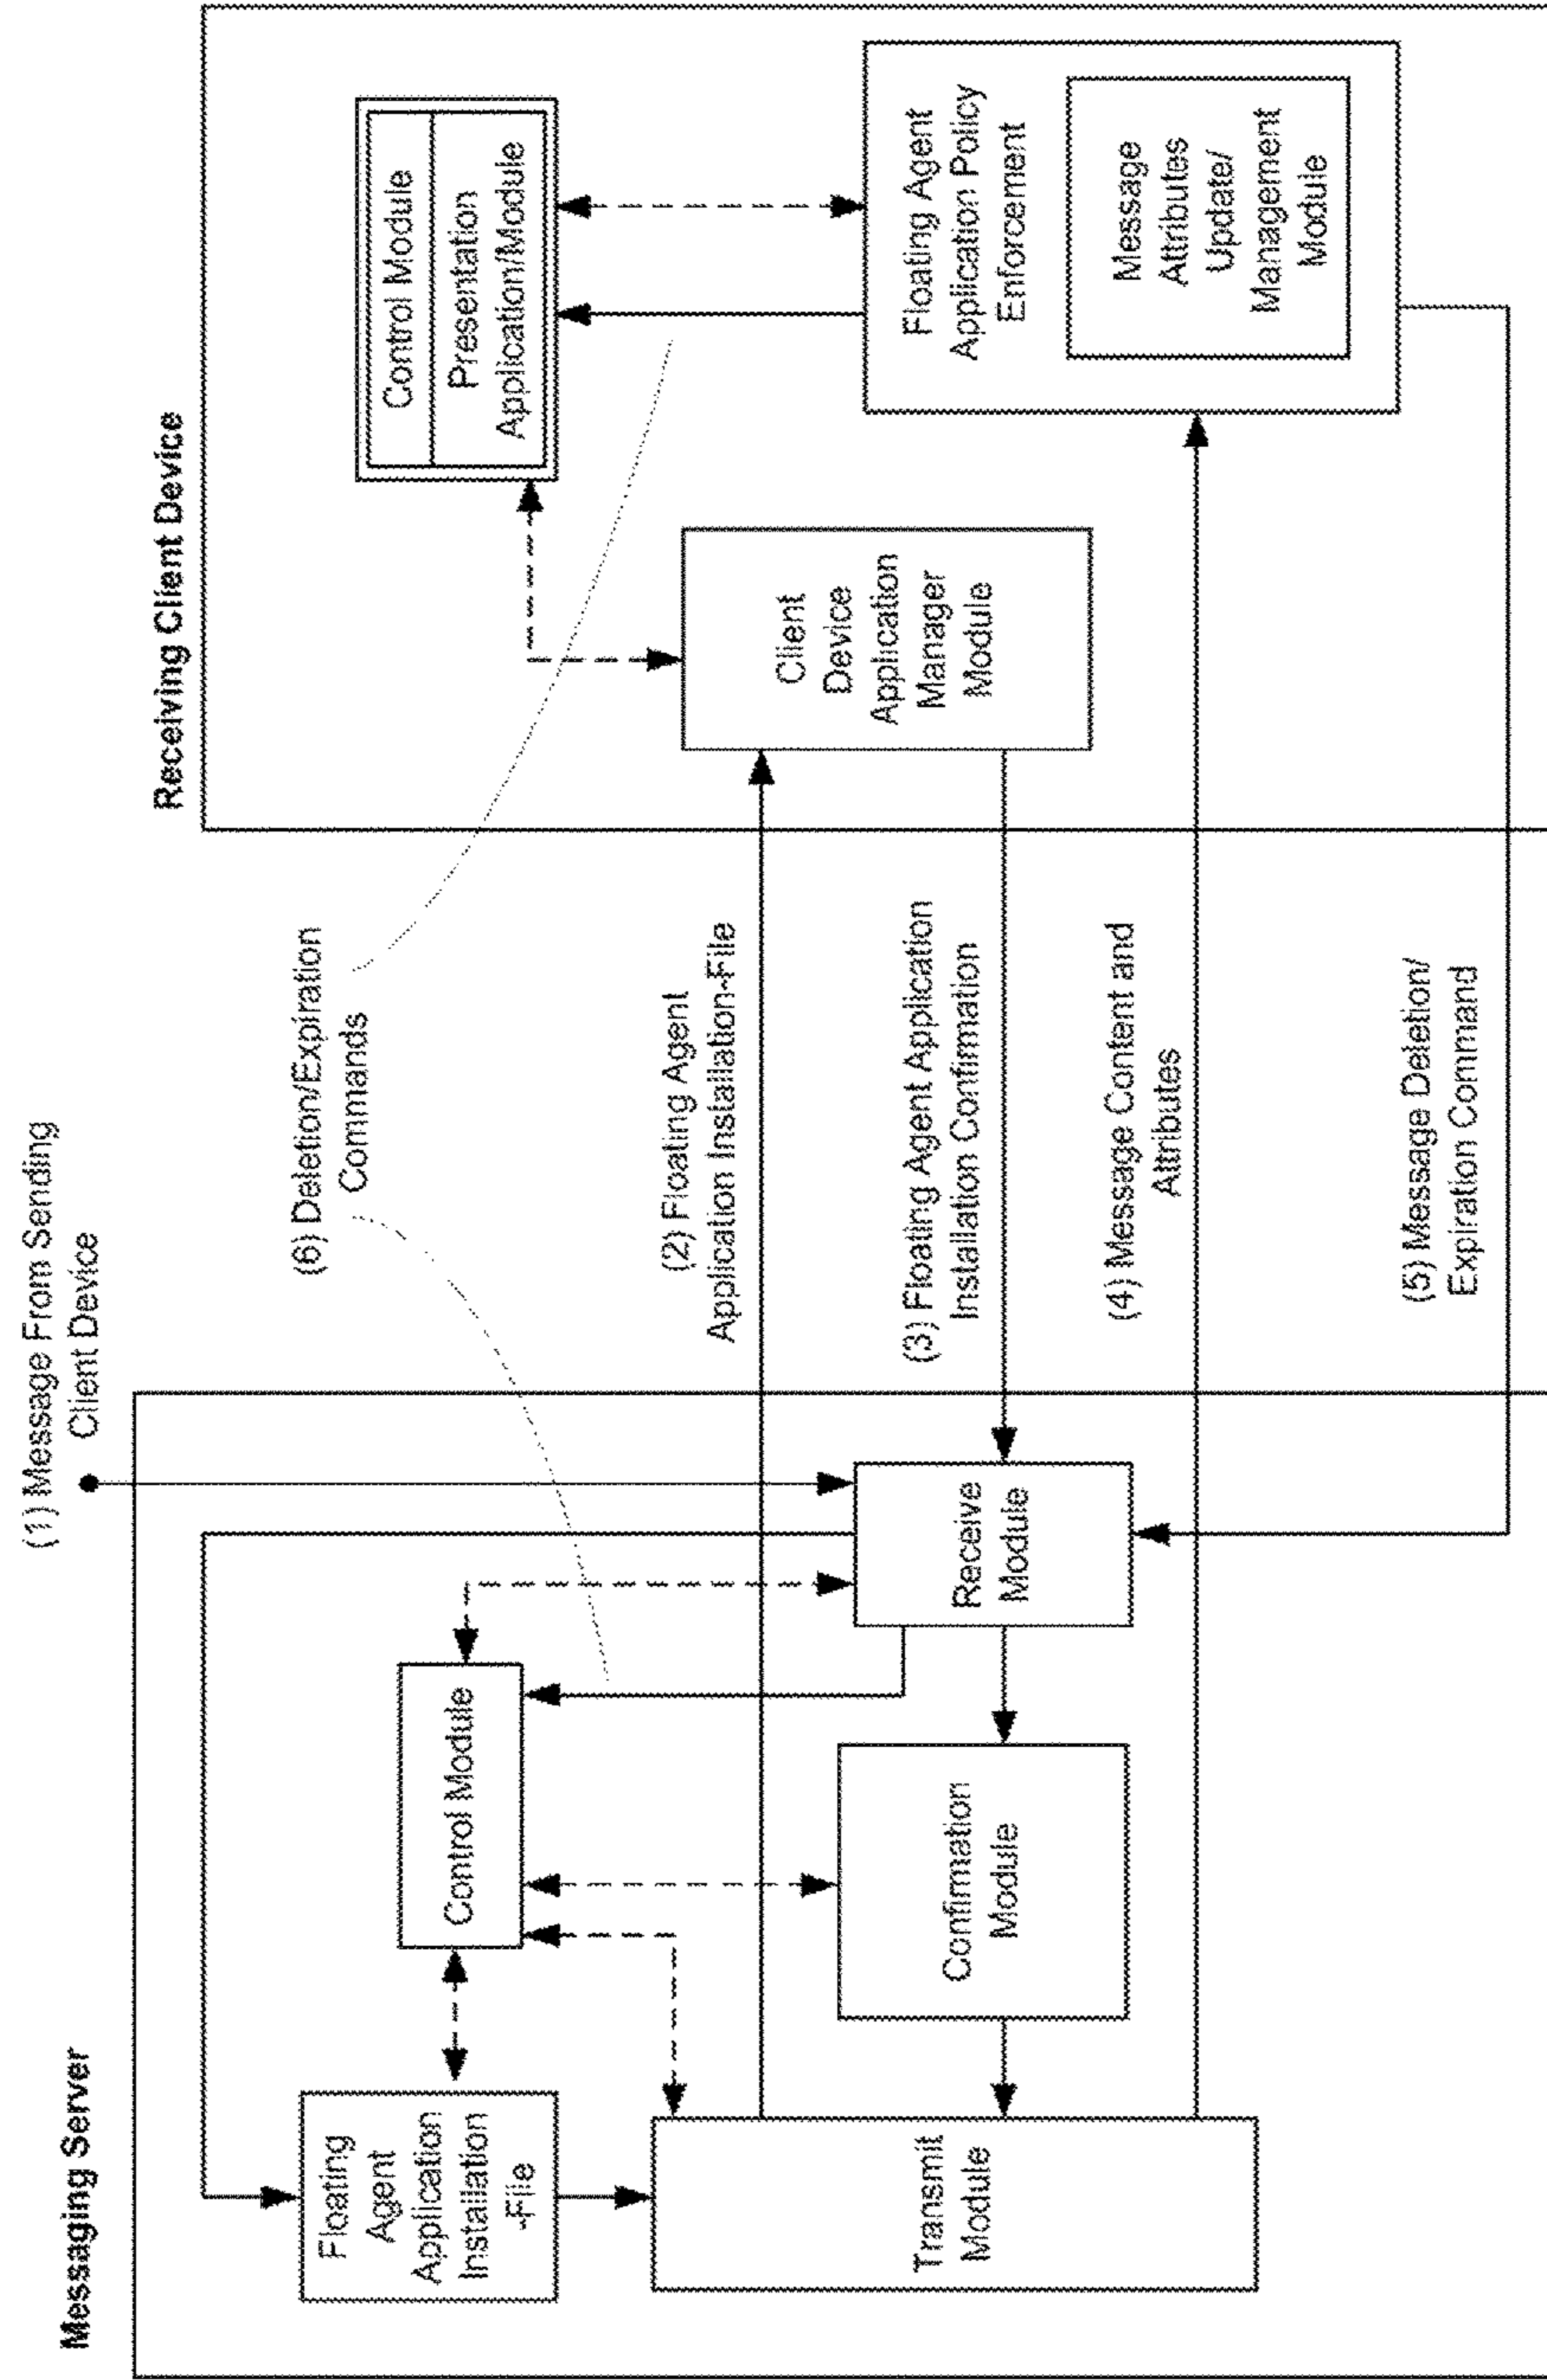 Messaging Server
(1) Message From Sending
Client Device
Receiving Client Device
Floating
Agent
Application
Installation
-File
Control Module
(6) Deletion/Expiration
Commands
Control Module
Presentation
Application/Module
Transmit
Module
Confirmation
Module
Receive
Module
(2) Floating Agent
Application Installation-File
(3) Floating Agent Application
Installation Confirmation
(4) Message Content and
Attributes
(5) Message Deletion/
Expiration Command
Client
Device
Application
Manager
Module
Floating Agent
Application Policy
Enforcement
Message
Attributes
Update/
Management
Module